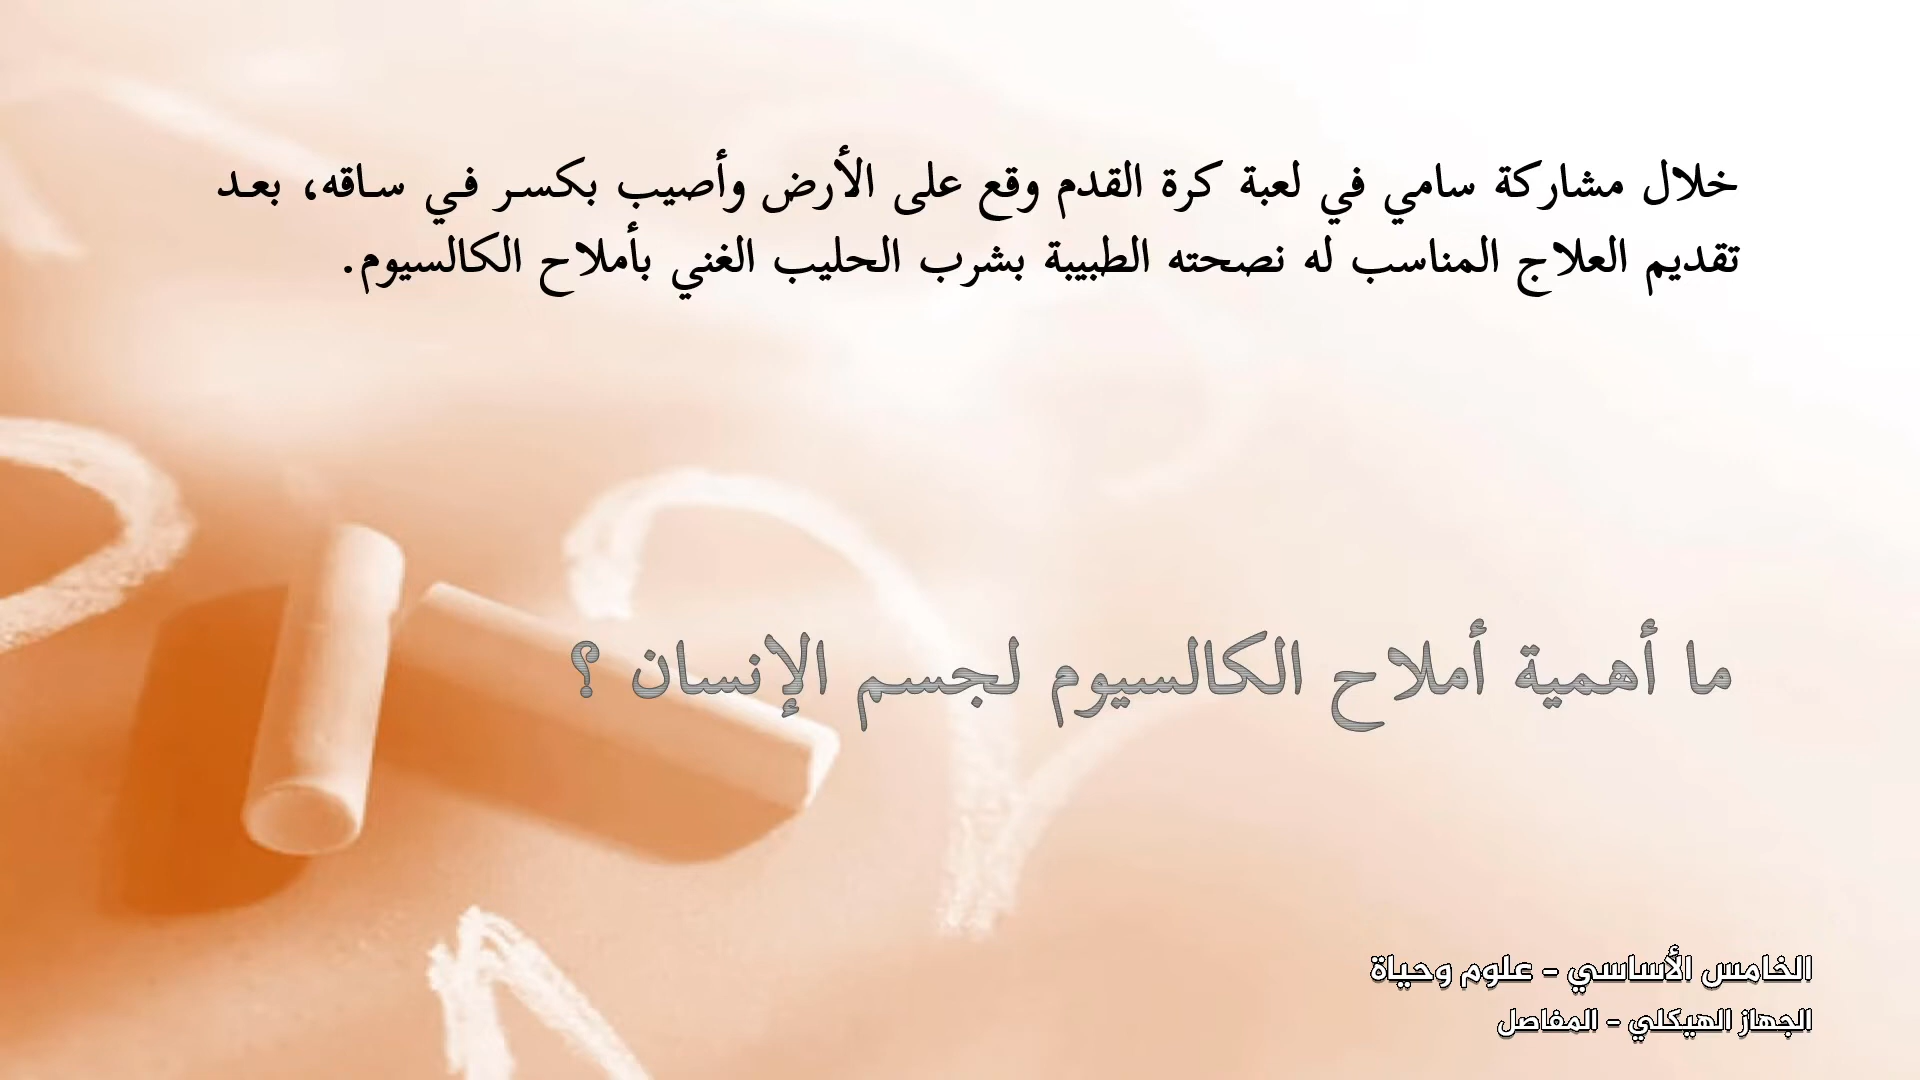 خلال مشاركة سامي في لعبة كرة القدم وقع على الأرض وأصيب بكسر في ساقه، بعد
تقديم العلاج المناسب له نصحته الطبيبة بشرب الحليب الغني بأملاح الكالسيوم.
ما أهمية أملاح الكالسيوم لجسم الإنسان ؟
الخامس الأساسي - علوم وحياة
الجهاز الهيكلي - المفاصل